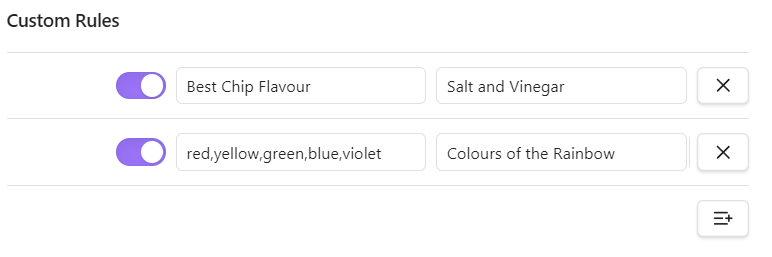 Custom Rules
Best Chip Flavour Salt and Vinegar
red,yellow,green,blue,violet Colours of the Rainbow